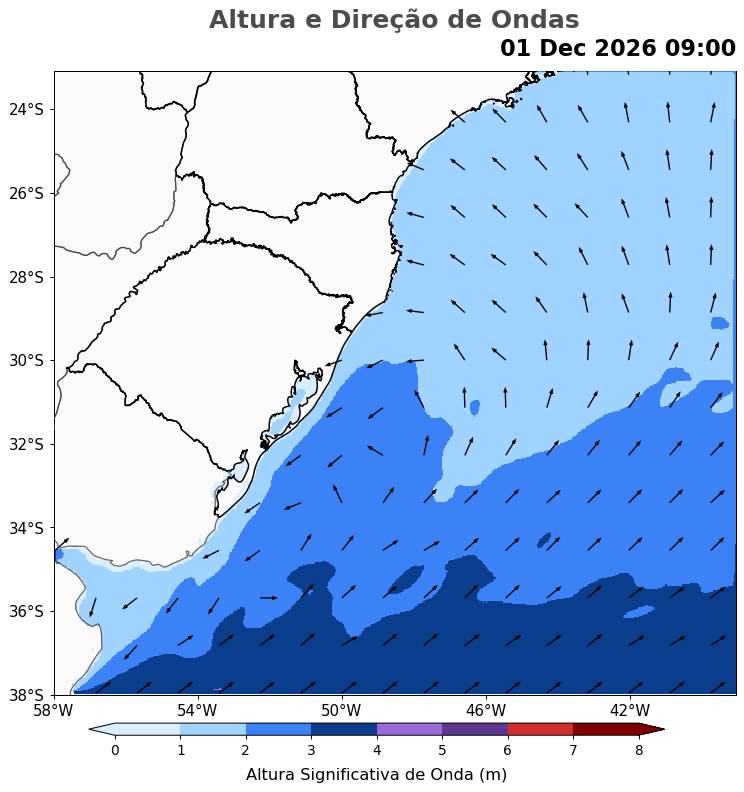 Altura e Direção de Ondas
01 Dec 2026 09:00
24°S
26°S
28°S
30°S
32°S
34°S
36°S
38°S
58°W 54°W 50°W 46°W 42°W
0 1 2 3 4 5 6 7 8
Altura Significativa de Onda (m)